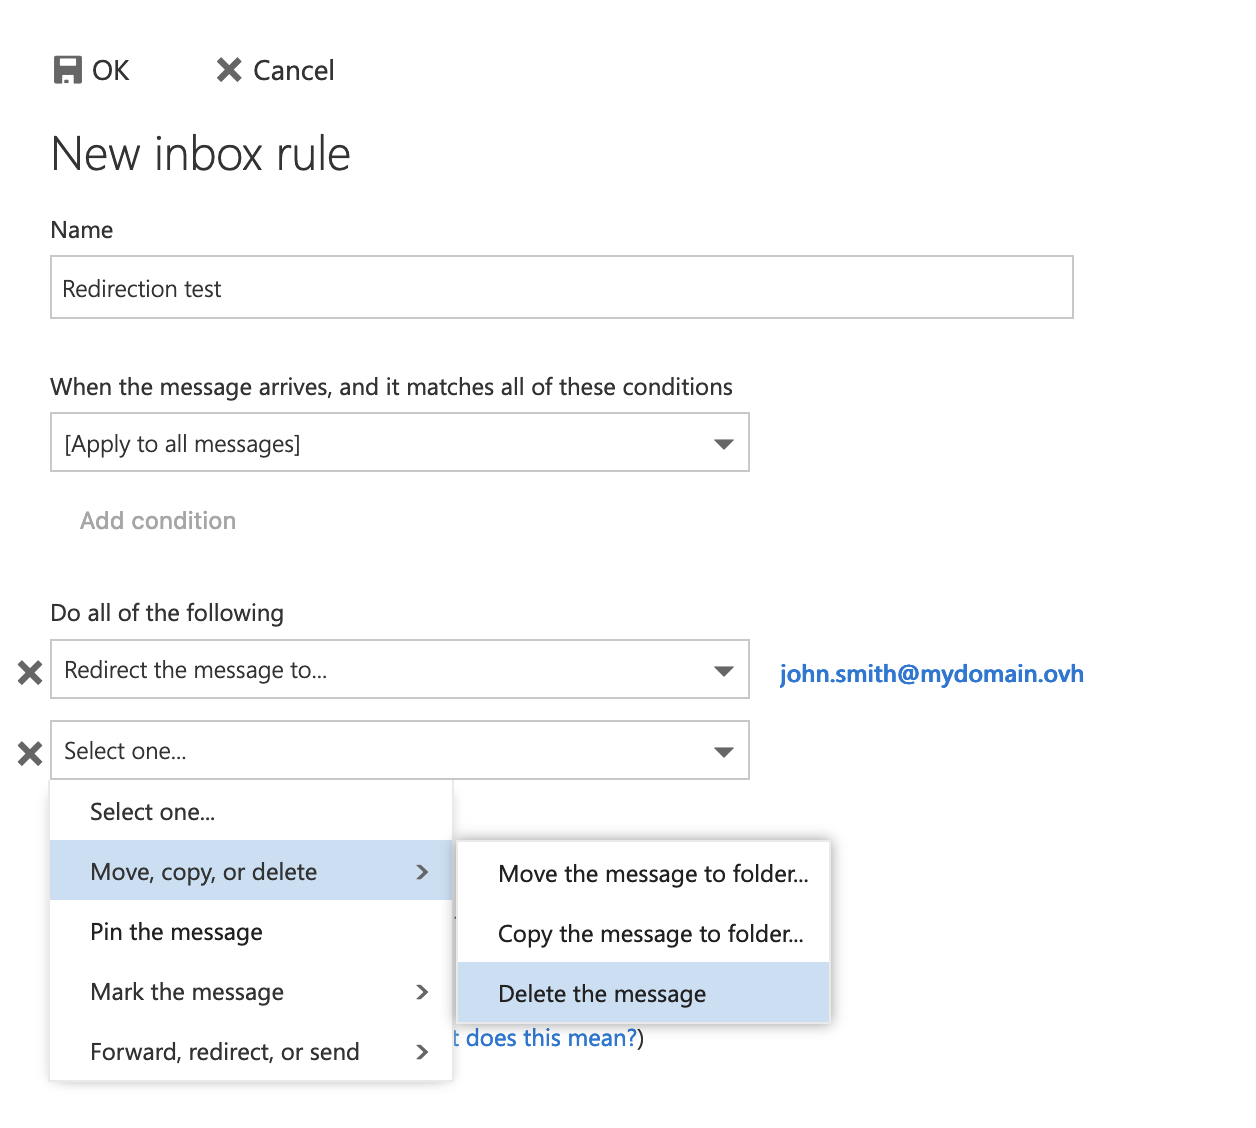 OK Cancel
New inbox rule
Name
Redirection test
When the message arrives, and it matches all of these conditions
[Apply to all messages]
Add condition
Do all of the following
Redirect the message to...
john.smith@mydomain.ovh
Select one...
Select one...
Move, copy, or delete
Pin the message
Mark the message
Forward, redirect, or send
Move the message to folder...
Copy the message to folder...
Delete the message
t does this mean?)